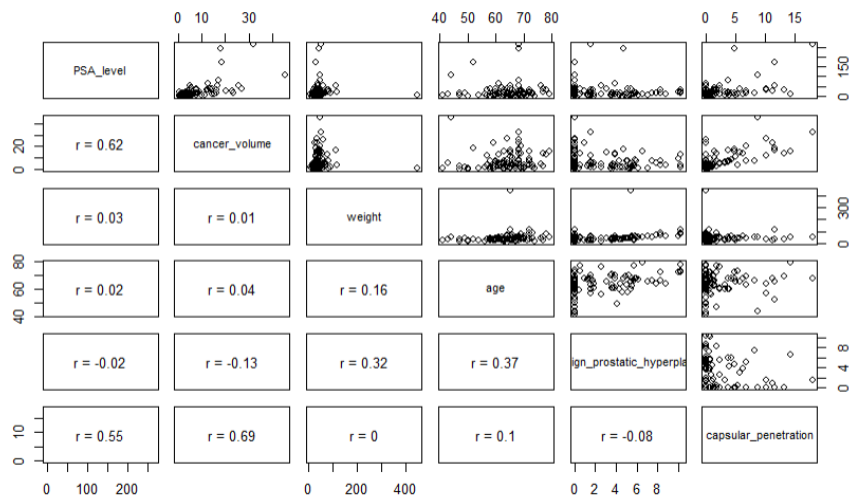 0 10 30
40 50 60 70 80
0 5 10 15
PSA_level
0 150
0 20
r = 0.62
cancer_volume
r = 0.03
r = 0.01
weight
0 300
40 60 80
r = 0.02
r = 0.04
r = 0.16
age
r = -0.02
r = -0.13
r = 0.32
r = 0.37
ign_prostatic_hyperpla
0 4 8
0 10
r = 0.55
r = 0.69
r = 0
r = 0.1
r = -0.08
capsular_penetration
0 50 100 200
0 100 200 400
0 2 4 6 8